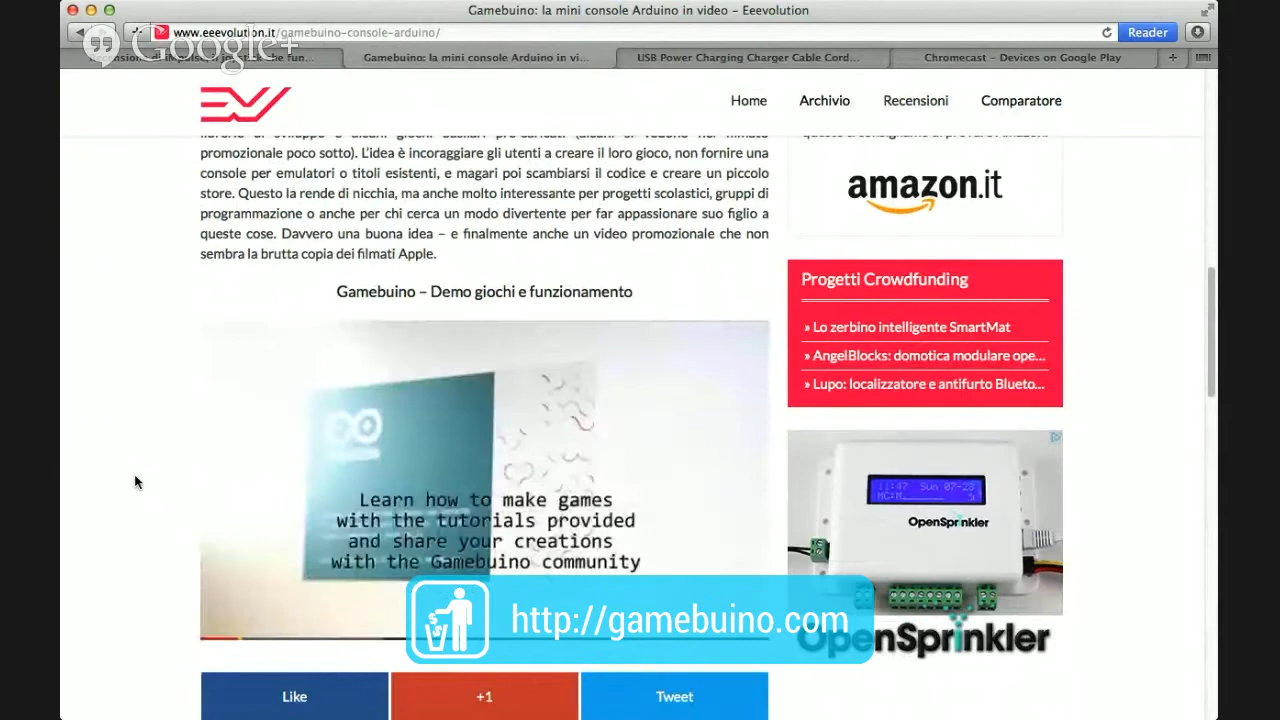 Gamebuino: la mini console Arduino in video – Eeevolution
www.eeevolution.it/gamebuino-console-arduino/
Reader
Google+
Gamebuino: la mini console Arduino in vi...
USB Power Charging Charger Cable Cord...
Chromecast – Devices on Google Play
+
Home
Archivio
Recensioni
Comparatore
promozionale poco sotto). L'idea è incoraggiare gli utenti a creare il loro gioco, non fornire una
console per emulatori o titoli esistenti, e magari poi scambiarsi il codice e creare un piccolo
store. Questo la rende di nicchia, ma anche molto interessante per progetti scolastici, gruppi di
programmazione o anche per chi cerca un modo divertente per far appassionare suo figlio a
queste cose. Davvero una buona idea – e finalmente anche un video promozionale che non
sembra la brutta copia dei filmati Apple.
Gamebuino – Demo giochi e funzionamento
Learn how to make games
with the tutorials provided
and share your creations
with the Gamebuino community
http://gamebuino.com
Like
+1
Tweet
amazon.it
Progetti Crowdfunding
» Lo zerbino intelligente SmartMat
» AngelBlocks: domotica modulare ope...
» Lupo: localizzatore e antifurto Blueto...
11:47 Sun 07-28
OpenSprinkler
OpenSprinkler